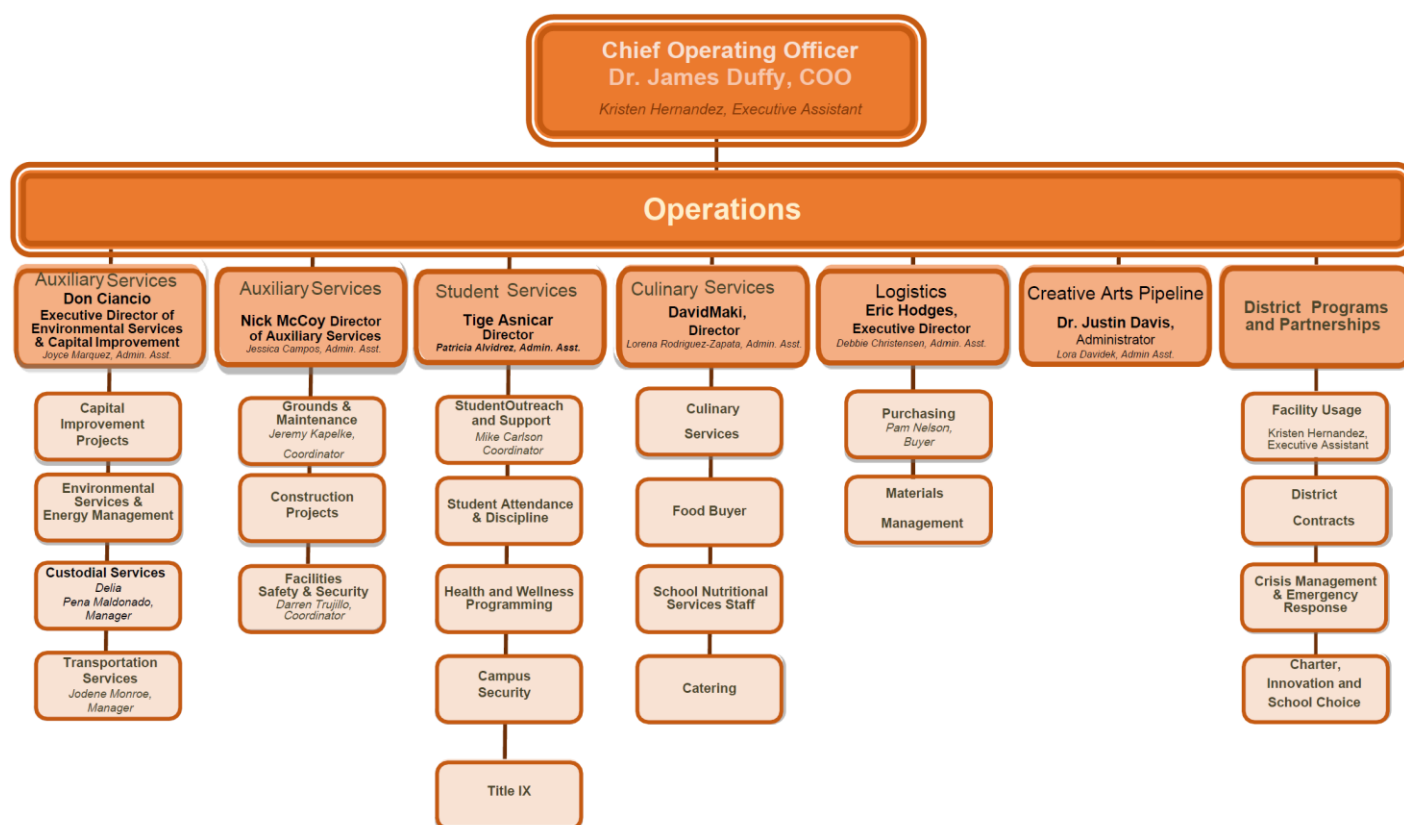 Chief Operating Officer
Dr. James Duffy, COO
Kristen Hernandez, Executive Assistant
Operations
Auxiliary Services
Don Ciancio
Executive Director of
Environmental Services
& Capital Improvement
Joyce Marquez, Admin. Asst.
Capital
Improvement
Projects
Environmental
Services &
Energy Management
Custodial Services
Delia
Pena Maldonado,
Manager
Transportation
Services
Jodene Monroe,
Manager
Auxiliary Services
Nick McCoy Director
of Auxiliary Services
Jessica Campos, Admin. Asst.
Grounds &
Maintenance
Jeremy Kapelke,
Coordinator
Construction
Projects
Facilities
Safety & Security
Darren Trujillo,
Coordinator
Student Services
Tige Asnicar
Director
Patricia Alvidrez, Admin. Asst.
StudentOutreach
and Support
Mike Carlson
Coordinator
Student Attendance
& Discipline
Health and Wellness
Programming
Campus
Security
Title IX
Culinary Services
DavidMaki,
Director
Lorena Rodriguez-Zapata, Admin. Asst.
Culinary
Services
Food Buyer
School Nutritional
Services Staff
Catering
Logistics
Eric Hodges,
Executive Director
Debbie Christensen, Admin. Asst.
Purchasing
Pam Nelson,
Buyer
Materials
Management
Creative Arts Pipeline
Dr. Justin Davis,
Administrator
Lora Davidek, Admin Asst.
District Programs
and Partnerships
Facility Usage
Kristen Hernandez,
Executive Assistant
District
Contracts
Crisis Management
& Emergency
Response
Charter,
Innovation and
School Choice